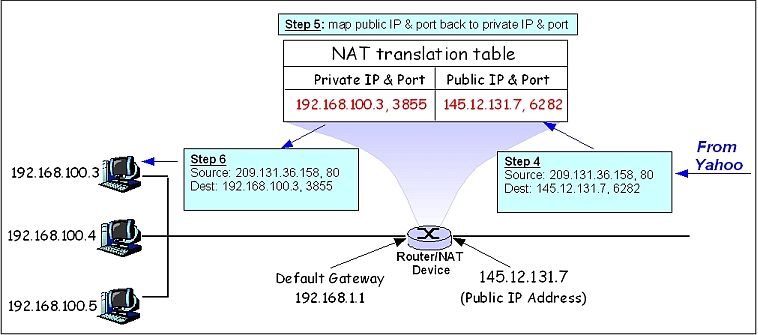 Step 5: map public IP & port back to private IP & port
NAT translation table
Private IP & Port
Public IP & Port
192.168.100.3, 3855
145.12.131.7, 6282
Step 6
Source: 209.131.36.158, 80
Dest: 192.168.100.3, 3855
Step 4
Source: 209.131.36.158, 80
Dest: 145.12.131.7, 6282
From
Yahoo
192.168.100.3
192.168.100.4
192.168.100.5
Router/NAT
Device
Default Gateway
192.168.1.1
145.12.131.7
(Public IP Address)